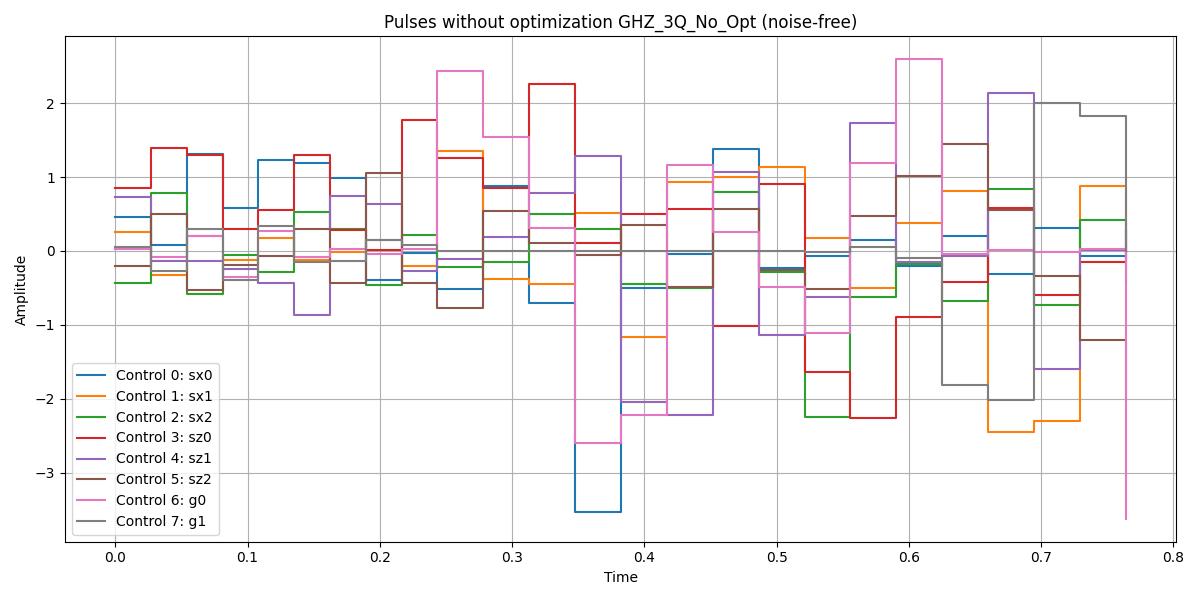 Pulses without optimization GHZ_3Q_No_Opt (noise-free)
Amplitude
2
1
0
−1
−2
−3
Control 0: sx0
Control 1: sx1
Control 2: sx2
Control 3: sz0
Control 4: sz1
Control 5: sz2
Control 6: g0
Control 7: g1
0.0 0.1 0.2 0.3 0.4 0.5 0.6 0.7 0.8
Time